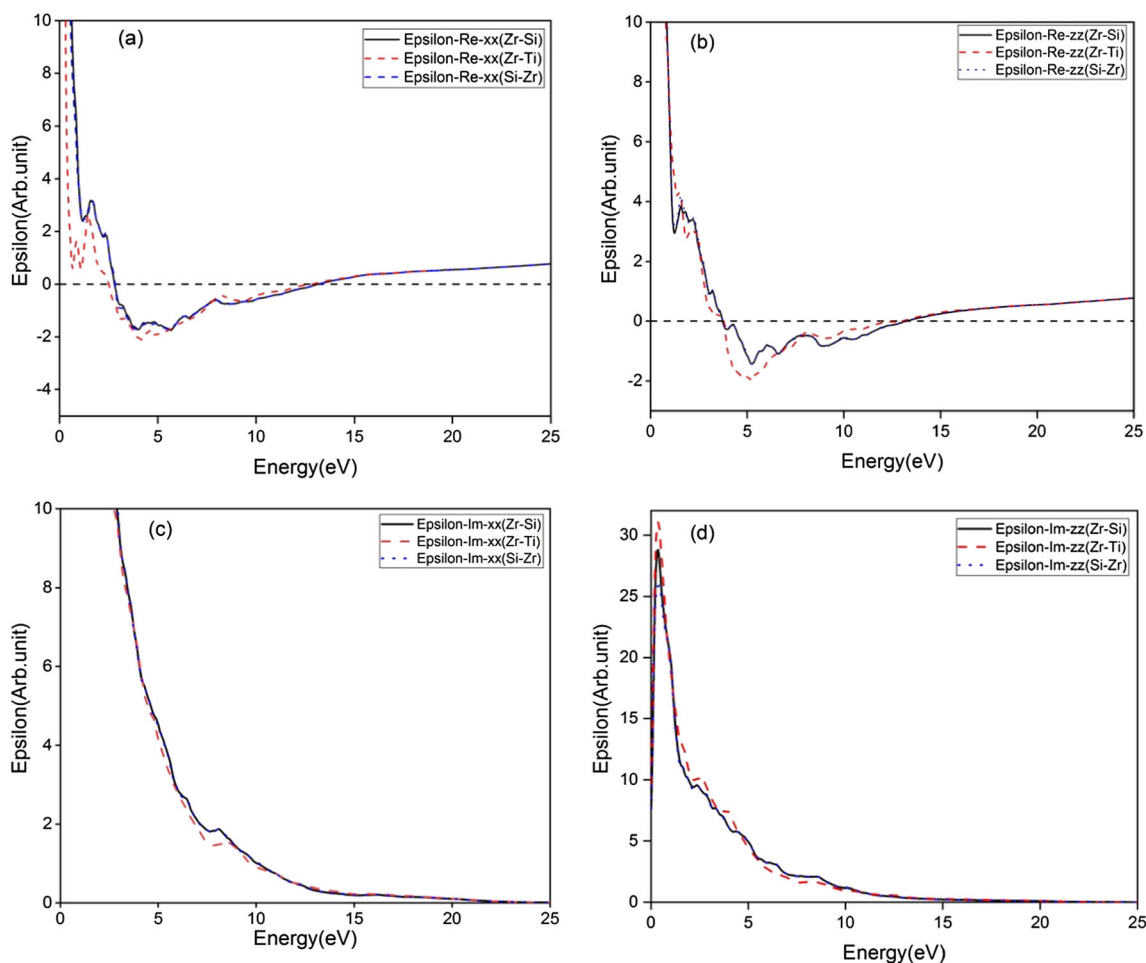 (a)
Epsilon-Re-xx(Zr-Si)
Epsilon-Re-xx(Zr-Ti)
Epsilon-Re-xx(Si-Zr)
10
8
6
4
2
0
-2
-4
Epsilon(Arb.unit)
0 5 10 15 20 25
Energy(eV)
(b)
Epsilon-Re-zz(Zr-Si)
Epsilon-Re-zz(Zr-Ti)
Epsilon-Re-zz(Si-Zr)
10
8
6
4
2
0
-2
Epsilon(Arb.unit)
0 5 10 15 20 25
Energy(eV)
(c)
Epsilon-Im-xx(Zr-Si)
Epsilon-Im-xx(Zr-Ti)
Epsilon-Im-xx(Si-Zr)
10
8
6
4
2
0
Epsilon(Arb.unit)
0 5 10 15 20 25
Energy(eV)
(d)
Epsilon-Im-zz(Zr-Si)
Epsilon-Im-zz(Zr-Ti)
Epsilon-Im-zz(Si-Zr)
30
25
20
15
10
5
0
Epsilon(Arb.unit)
0 5 10 15 20 25
Energy(eV)